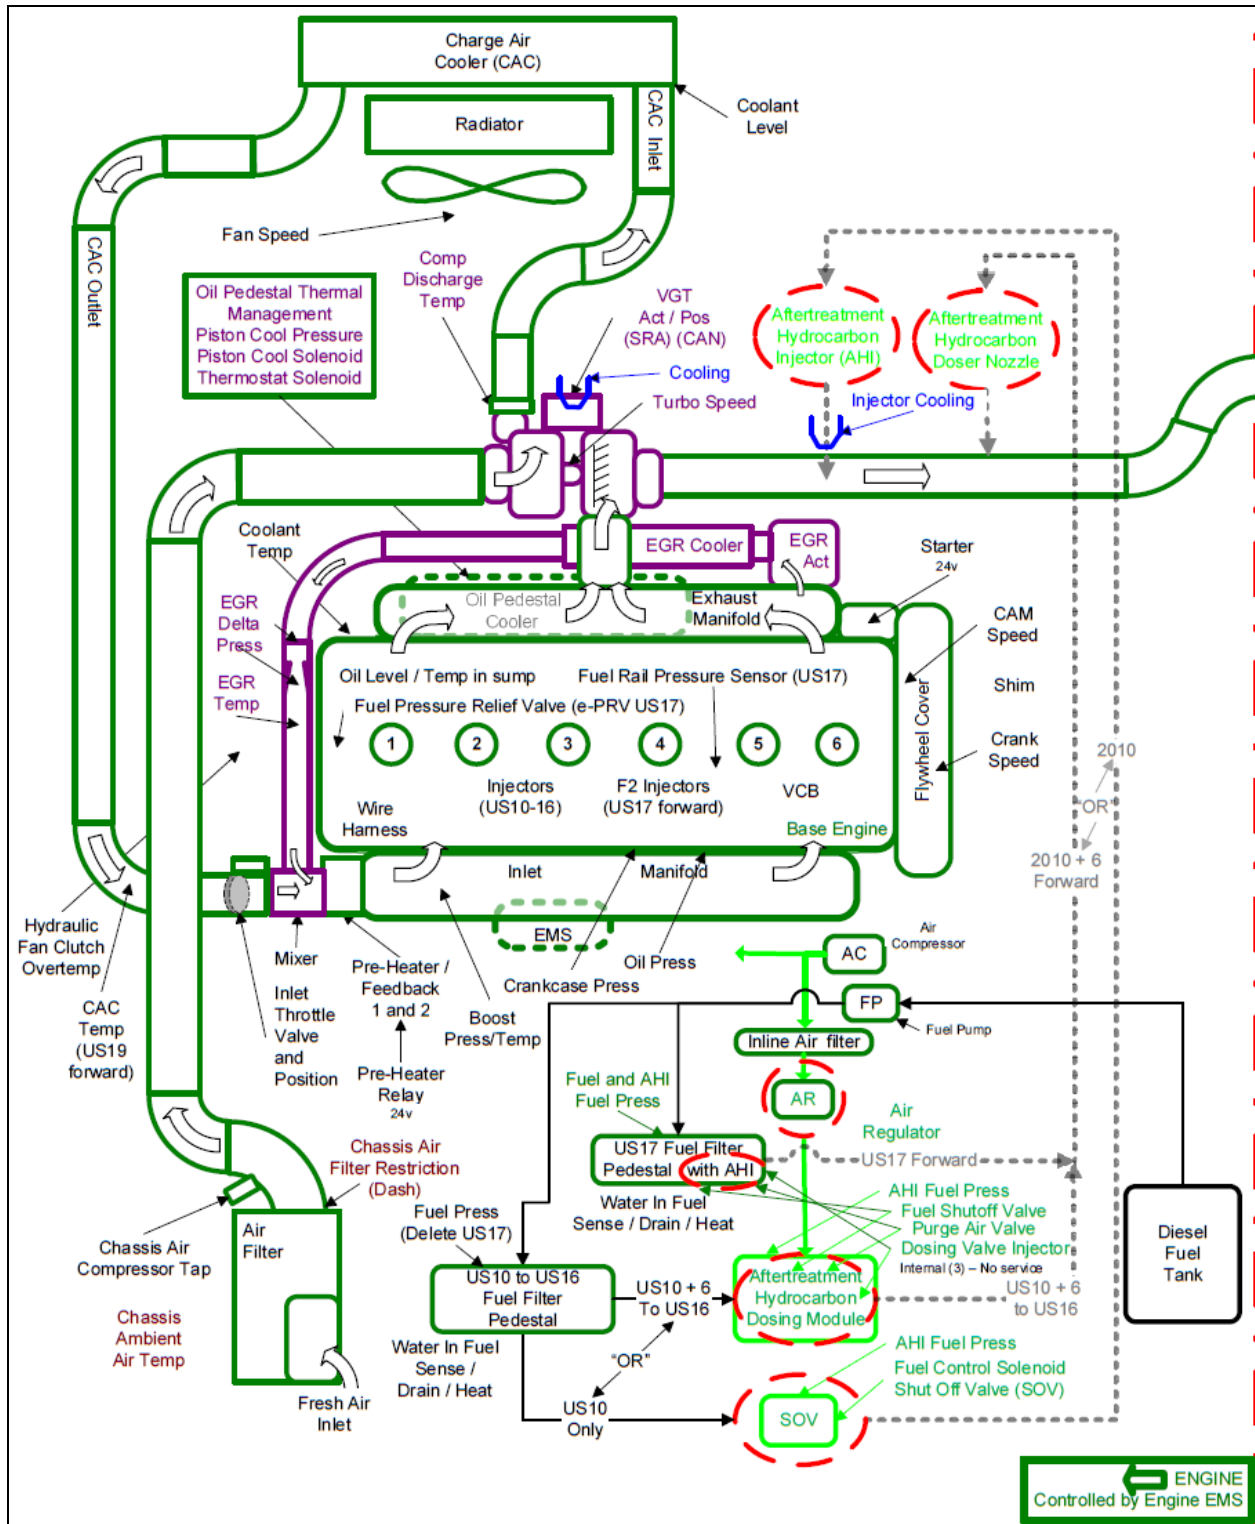 Charge Air
Cooler (CAC)
Radiator
CAC Inlet
Coolant
Level
Fan Speed
CAC Outlet
Comp
Discharge
Temp
Oil Pedestal Thermal
Management
Piston Cool Pressure
Piston Cool Solenoid
Thermostat Solenoid
VGT
Act / Pos
(SRA) (CAN)
Cooling
Turbo Speed
Aftertreatment
Hydrocarbon
Injector (AHI)
Aftertreatment
Hydrocarbon
Doser Nozzle
Injector Cooling
Coolant
Temp
EGR Cooler
EGR
Act
Starter
24v
Oil Pedestal
Cooler
Exhaust
Manifold
EGR
Delta
Press
EGR
Temp
CAM
Speed
Shim
Crank
Speed
Flywheel Cover
Oil Level / Temp in sump
Fuel Rail Pressure Sensor (US17)
Fuel Pressure Relief Valve (e-PRV US17)
1
2
3
4
5
6
Injectors
(US10-16)
F2 Injectors
(US17 forward)
VCB
Wire
Harness
Base Engine
2010
"OR"
2010 + 6
Forward
Inlet
Manifold
EMS
Hydraulic
Fan Clutch
Overtemp
CAC
Temp
(US19
forward)
Mixer
Inlet
Throttle
Valve
and
Position
Pre-Heater /
Feedback
1 and 2
Pre-Heater
Relay
24v
Boost
Press/Temp
Crankcase Press
Oil Press
AC
Air
Compressor
FP
Fuel Pump
Inline Air filter
AR
Air
Regulator
Fuel and AHI
Fuel Press
US17 Fuel Filter
Pedestal with AHI
US17 Forward
Water In Fuel
Sense / Drain / Heat
Chassis Air
Filter Restriction
(Dash)
Fuel Press
(Delete US17)
AHI Fuel Press
Fuel Shutoff Valve
Purge Air Valve
Dosing Valve Injector
Internal (3) – No service
Chassis Air
Compressor Tap
Air
Filter
Chassis
Ambient
Air Temp
Fresh Air
Inlet
US10 to US16
Fuel Filter
Pedestal
US10 + 6
To US16
Aftertreatment
Hydrocarbon
Dosing Module
US10 + 6
to US16
Diesel
Fuel
Tank
Water In Fuel
Sense /
Drain / Heat
"OR"
US10
Only
AHI Fuel Press
Fuel Control Solenoid
Shut Off Valve (SOV)
SOV
ENGINE
Controlled by Engine EMS